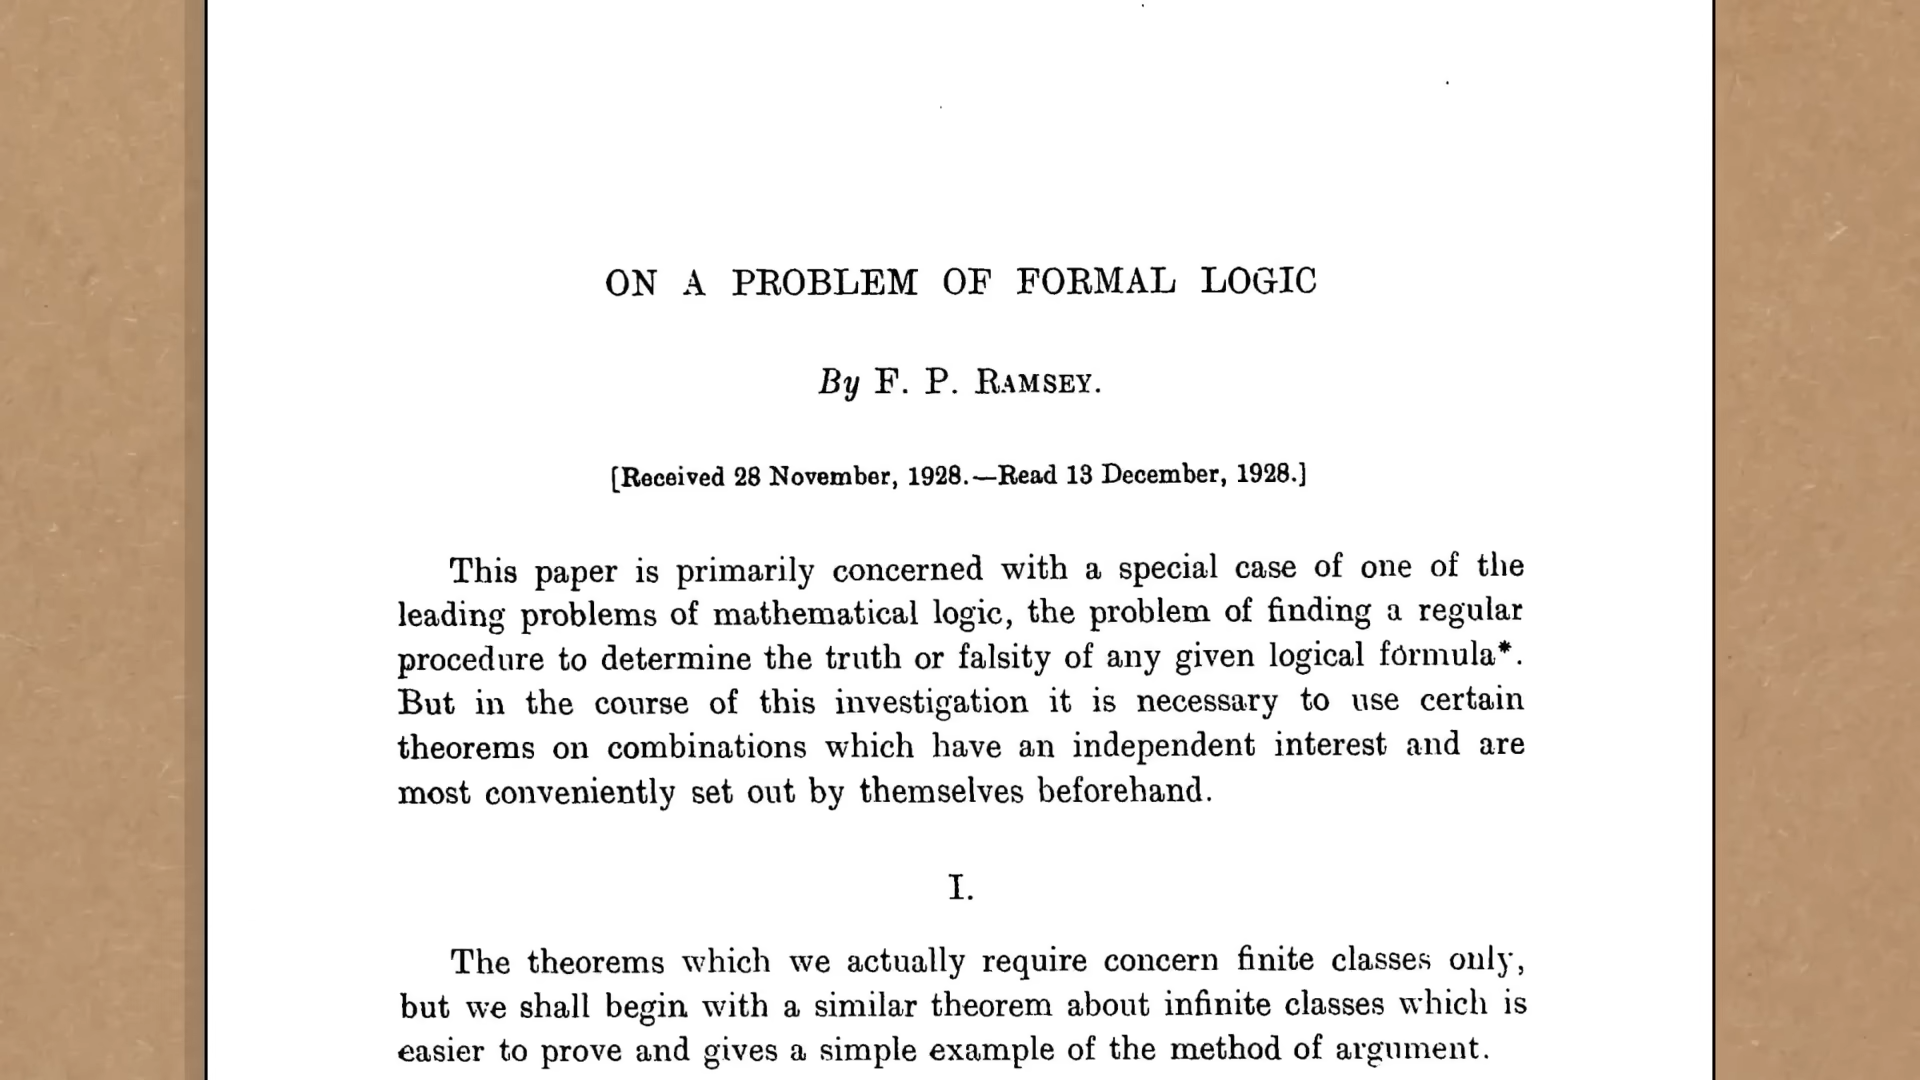 ON A PROBLEM OF FORMAL LOGIC
By F. P. RAMSEY.
[Received 28 November, 1928.—Read 13 December, 1928.]
This paper is primarily concerned with a special case of one of the
leading problems of mathematical logic, the problem of finding a regular
procedure to determine the truth or falsity of any given logical formula*.
But in the course of this investigation it is necessary to use certain
theorems on combinations which have an independent interest and are
most conveniently set out by themselves beforehand.
I.
The theorems which we actually require concern finite classes only,
but we shall begin with a similar theorem about infinite classes which is
easier to prove and gives a simple example of the method of argument.